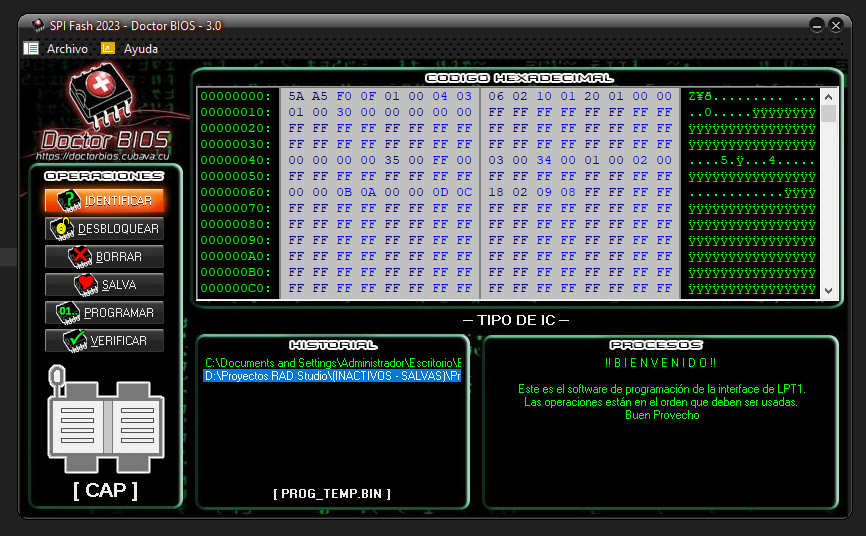 SPI Fash 2023 - Doctor BIOS - 3.0
Archivo Ayuda
Doctor BIOS
https://doctorbios.cubava.cu
OPERACIONES
IDENTIFICAR
DESBLOQUEAR
BORRAR
SALVA
01.. PROGRAMAR
VERIFICAR
[ CAP ]
CODIGO HEXADECIMAL
00000000: 5A A5 F0 0F 01 00 04 03 06 02 10 01 20 01 00 00 Z¥ð......... ...
00000010: 01 00 30 00 00 00 00 00 FF FF FF FF FF FF FF FF ..0.....ÿÿÿÿÿÿÿÿ
00000020: FF FF FF FF FF FF FF FF FF FF FF FF FF FF FF FF ÿÿÿÿÿÿÿÿÿÿÿÿÿÿÿÿ
00000030: FF FF FF FF FF FF FF FF FF FF FF FF FF FF FF FF ÿÿÿÿÿÿÿÿÿÿÿÿÿÿÿÿ
00000040: 00 00 00 00 35 00 FF 00 03 00 34 00 01 00 02 00 ....5.ÿ...4.....
00000050: FF FF FF FF FF FF FF FF FF FF FF FF FF FF FF FF ÿÿÿÿÿÿÿÿÿÿÿÿÿÿÿÿ
00000060: 00 00 0B 0A 00 00 0D 0C 18 02 09 08 FF FF FF FF ............ÿÿÿÿ
00000070: FF FF FF FF FF FF FF FF FF FF FF FF FF FF FF FF ÿÿÿÿÿÿÿÿÿÿÿÿÿÿÿÿ
00000080: FF FF FF FF FF FF FF FF FF FF FF FF FF FF FF FF ÿÿÿÿÿÿÿÿÿÿÿÿÿÿÿÿ
00000090: FF FF FF FF FF FF FF FF FF FF FF FF FF FF FF FF ÿÿÿÿÿÿÿÿÿÿÿÿÿÿÿÿ
000000A0: FF FF FF FF FF FF FF FF FF FF FF FF FF FF FF FF ÿÿÿÿÿÿÿÿÿÿÿÿÿÿÿÿ
000000B0: FF FF FF FF FF FF FF FF FF FF FF FF FF FF FF FF ÿÿÿÿÿÿÿÿÿÿÿÿÿÿÿÿ
000000C0: FF FF FF FF FF FF FF FF FF FF FF FF FF FF FF FF ÿÿÿÿÿÿÿÿÿÿÿÿÿÿÿÿ
-- TIPO DE IC --
HISTORIAL
C:\Documents and Settings\Administrador\Escritorio\E
D:\Proyectos RAD Studio\(INACTIVOS - SALVAS)\Pr
[ PROG_TEMP.BIN ]
PROCESOS
!! B I E N V E N I D O !!
Este es el software de programación de la interface de LPT1.
Las operaciones están en el orden que deben ser usadas.
Buen Provecho